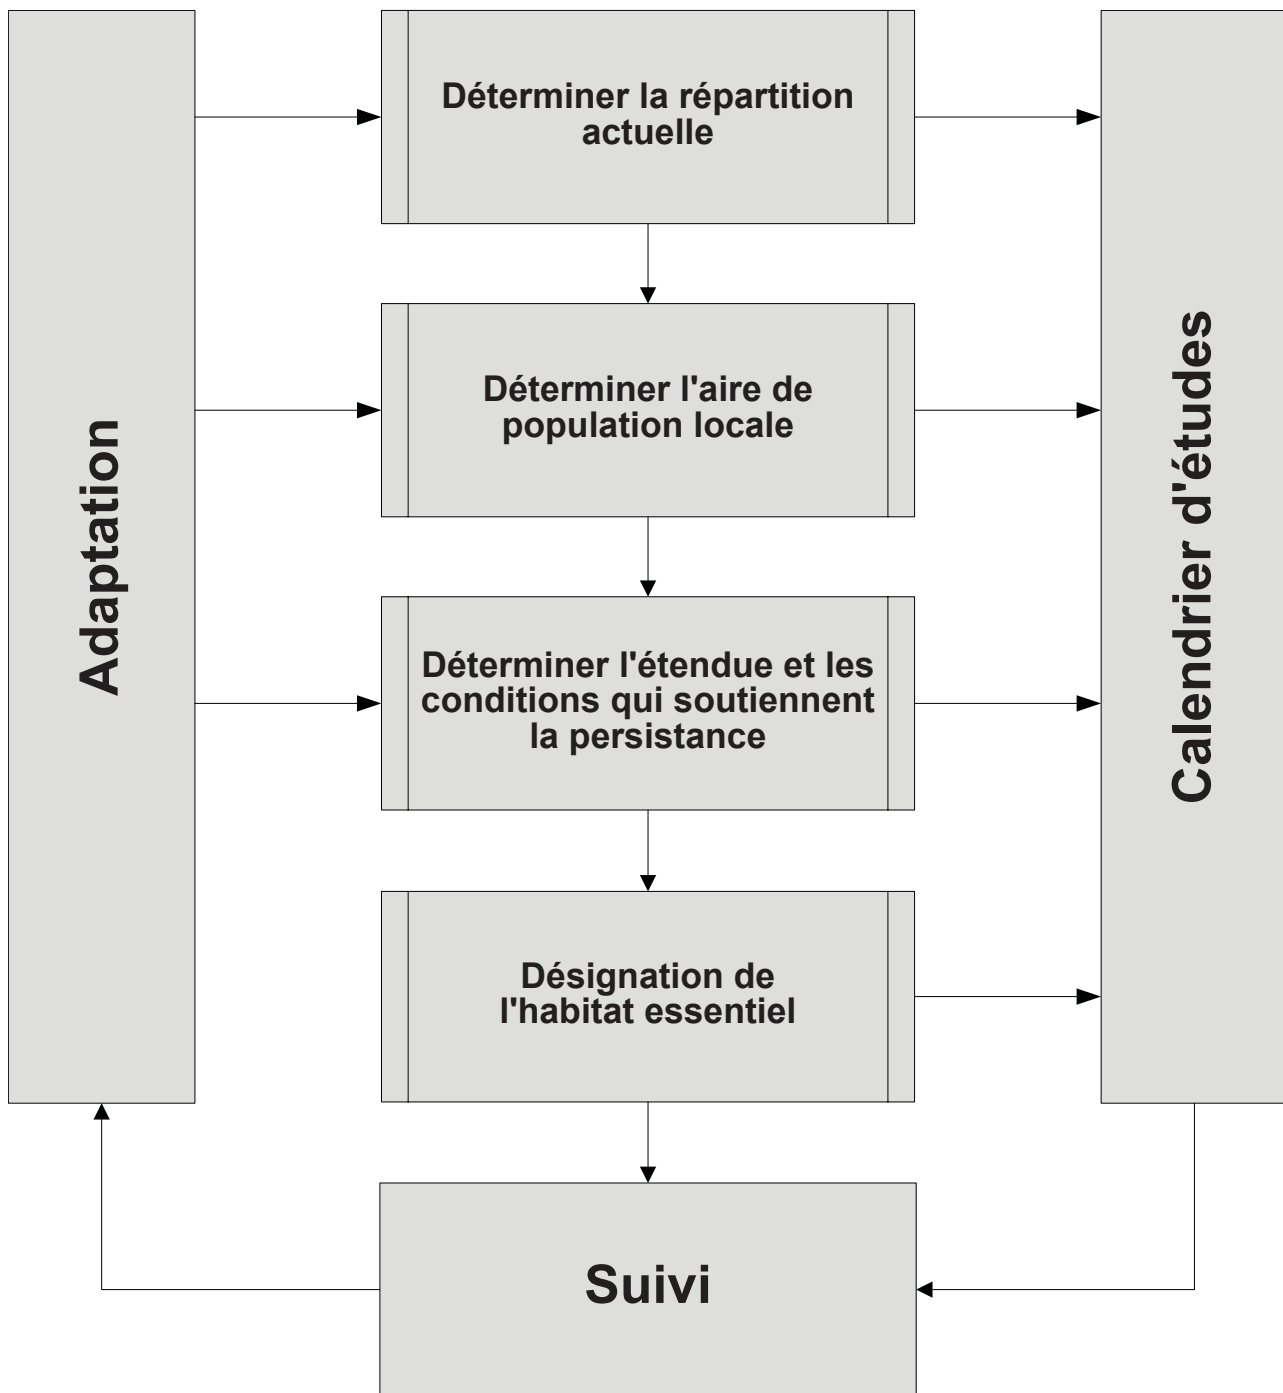 Adaptation
Déterminer la répartition
actuelle
Déterminer l'aire de
population locale
Déterminer l'étendue et les
conditions qui soutiennent
la persistance
Désignation de
l'habitat essentiel
Calendrier d'études
Suivi